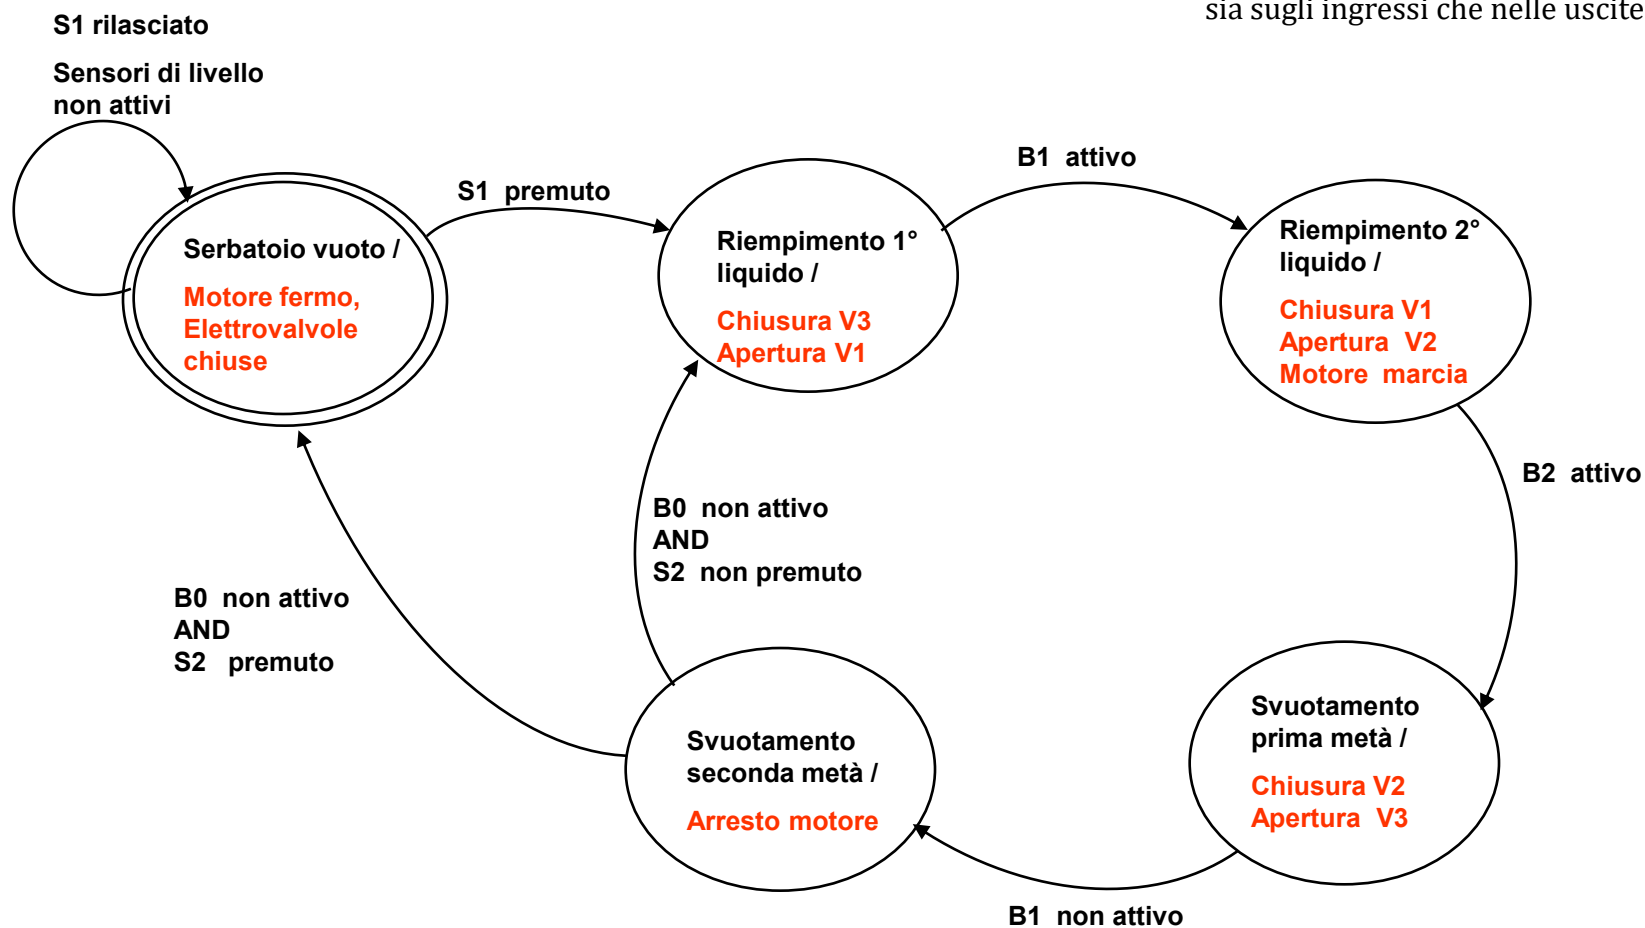 sia sugli ingressi che nelle uscite
S1 rilasciato
Sensori di livello
non attivi
S1 premuto
B1 attivo
Serbatoio vuoto /
Motore fermo,
Elettrovalvole
chiuse
Riempimento 1°
liquido /
Chiusura V3
Apertura V1
Riempimento 2°
liquido /
Chiusura V1
Apertura V2
Motore marcia
B2 attivo
B0 non attivo
AND
S2 non premuto
B0 non attivo
AND
S2 premuto
Svuotamento
seconda metà /
Arresto motore
Svuotamento
prima metà /
Chiusura V2
Apertura V3
B1 non attivo